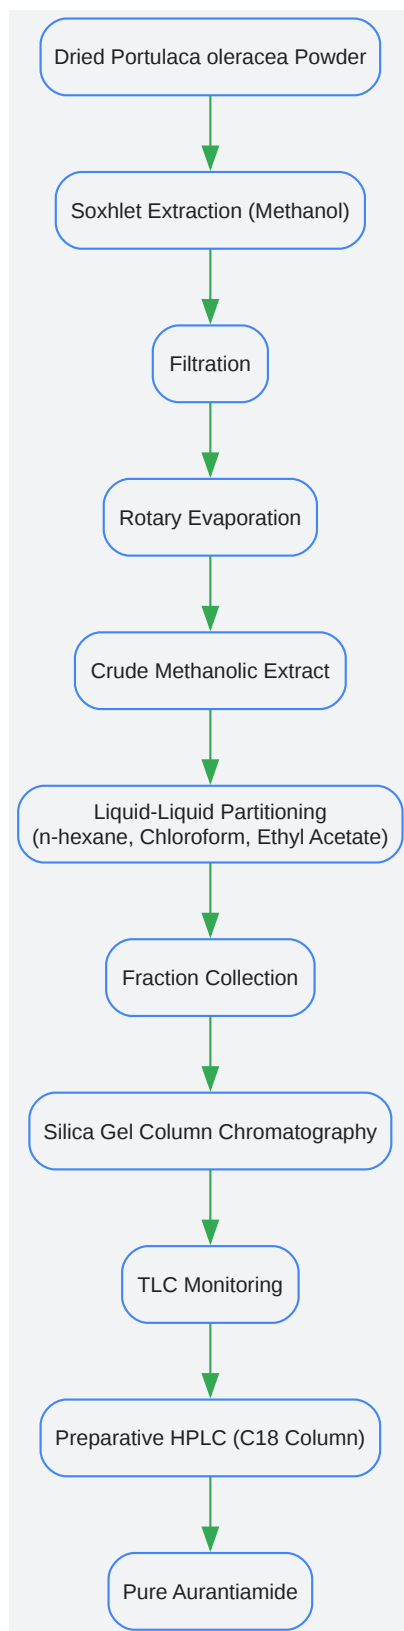 Dried Portulaca oleracea Powder
Soxhlet Extraction (Methanol)
Filtration
Rotary Evaporation
Crude Methanolic Extract
Liquid-Liquid Partitioning
(n-hexane, Chloroform, Ethyl Acetate)
Fraction Collection
Silica Gel Column Chromatography
TLC Monitoring
Preparative HPLC (C18 Column)
Pure Aurantiamide